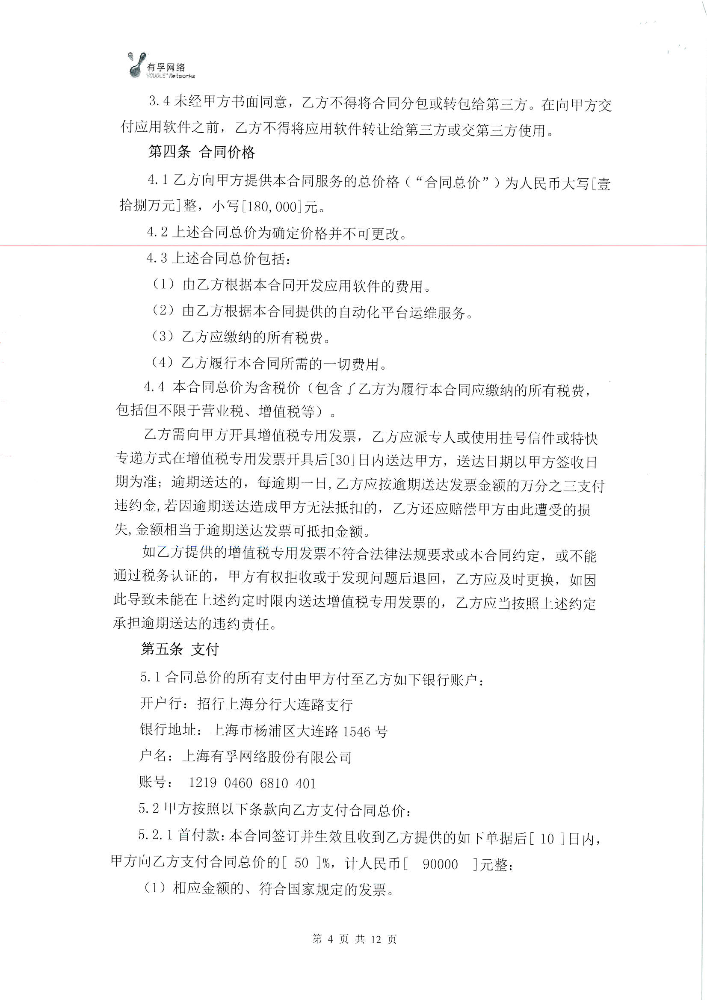 有孚网络
YOVOLE Networks
3.4 未经甲方书面同意，乙方不得将合同分包或转包给第三方。在向甲方交
付应用软件之前，乙方不得将应用软件转让给第三方或交第三方使用。
第四条 合同价格
4.1 乙方向甲方提供本合同服务的总价格（“合同总价”）为人民币大写[壹
拾捌万元]整，小写[180,000]元。
4.2 上述合同总价为确定价格并不可更改。
4.3 上述合同总价包括：
（1）由乙方根据本合同开发应用软件的费用。
（2）由乙方根据本合同提供的自动化平台运维服务。
（3）乙方应缴纳的所有税费。
（4）乙方履行本合同所需的一切费用。
4.4 本合同总价为含税价（包含了乙方为履行本合同应缴纳的所有税费，
包括但不限于营业税、增值税等）。
乙方需向甲方开具增值税专用发票，乙方应派专人或使用挂号信件或特快
专递方式在增值税专用发票开具后[30]日内送达甲方，送达日期以甲方签收日
期为准；逾期送达的，每逾期一日,乙方应按逾期送达发票金额的万分之三支付
违约金,若因逾期送达造成甲方无法抵扣的，乙方还应赔偿甲方由此遭受的损
失,金额相当于逾期送达发票可抵扣金额。
如乙方提供的增值税专用发票不符合法律法规要求或本合同约定，或不能
通过税务认证的，甲方有权拒收或于发现问题后退回，乙方应及时更换，如因
此导致未能在上述约定时限内送达增值税专用发票的，乙方应当按照上述约定
承担逾期送达的违约责任。
第五条 支付
5.1 合同总价的所有支付由甲方付至乙方如下银行账户：
开户行：招行上海分行大连路支行
银行地址：上海市杨浦区大连路 1546 号
户名：上海有孚网络股份有限公司
账号： 1219 0460 6810 401
5.2 甲方按照以下条款向乙方支付合同总价：
5.2.1 首付款：本合同签订并生效且收到乙方提供的如下单据后[ 10 ]日内，
甲方向乙方支付合同总价的[ 50 ]%，计人民币[ 90000 ]元整：
（1）相应金额的、符合国家规定的发票。
第 4 页 共 12 页